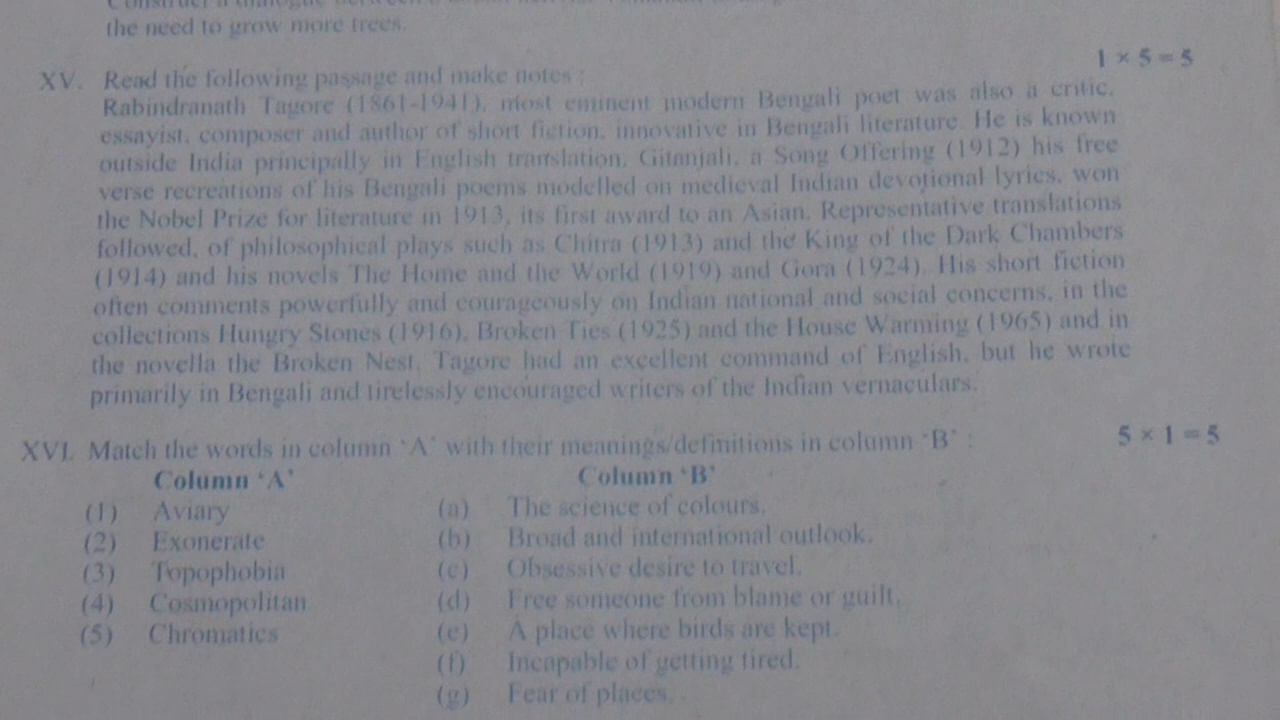 the need to grow more trees.
1 × 5 = 5
XV. Read the following passage and make notes :
Rabindranath Tagore (1861-1941), most eminent modern Bengali poet was also a critic,
essayist, composer and author of short fiction, innovative in Bengali literature. He is known
outside India principally in English translation, Gitanjali, a Song Offering (1912) his free
verse recreations of his Bengali poems modelled on medieval Indian devotional lyrics, won
the Nobel Prize for literature in 1913, its first award to an Asian. Representative translations
followed, of philosophical plays such as Chitra (1913) and the King of the Dark Chambers
(1914) and his novels The Home and the World (1919) and Gora (1924). His short fiction
often comments powerfully and courageously on Indian national and social concerns, in the
collections Hungry Stones (1916), Broken Ties (1925) and the House Warming (1965) and in
the novella the Broken Nest. Tagore had an excellent command of English, but he wrote
primarily in Bengali and tirelessly encouraged writers of the Indian vernaculars.
XVI. Match the words in column ‘A’ with their meanings/definitions in column ‘B’ : 5 × 1 = 5
Column ‘A’ Column ‘B’
(1) Aviary (a) The science of colours.
(2) Exonerate (b) Broad and international outlook.
(3) Topophobia (c) Obsessive desire to travel.
(4) Cosmopolitan (d) Free someone from blame or guilt.
(5) Chromatics (e) A place where birds are kept.
(f) Incapable of getting tired.
(g) Fear of places.